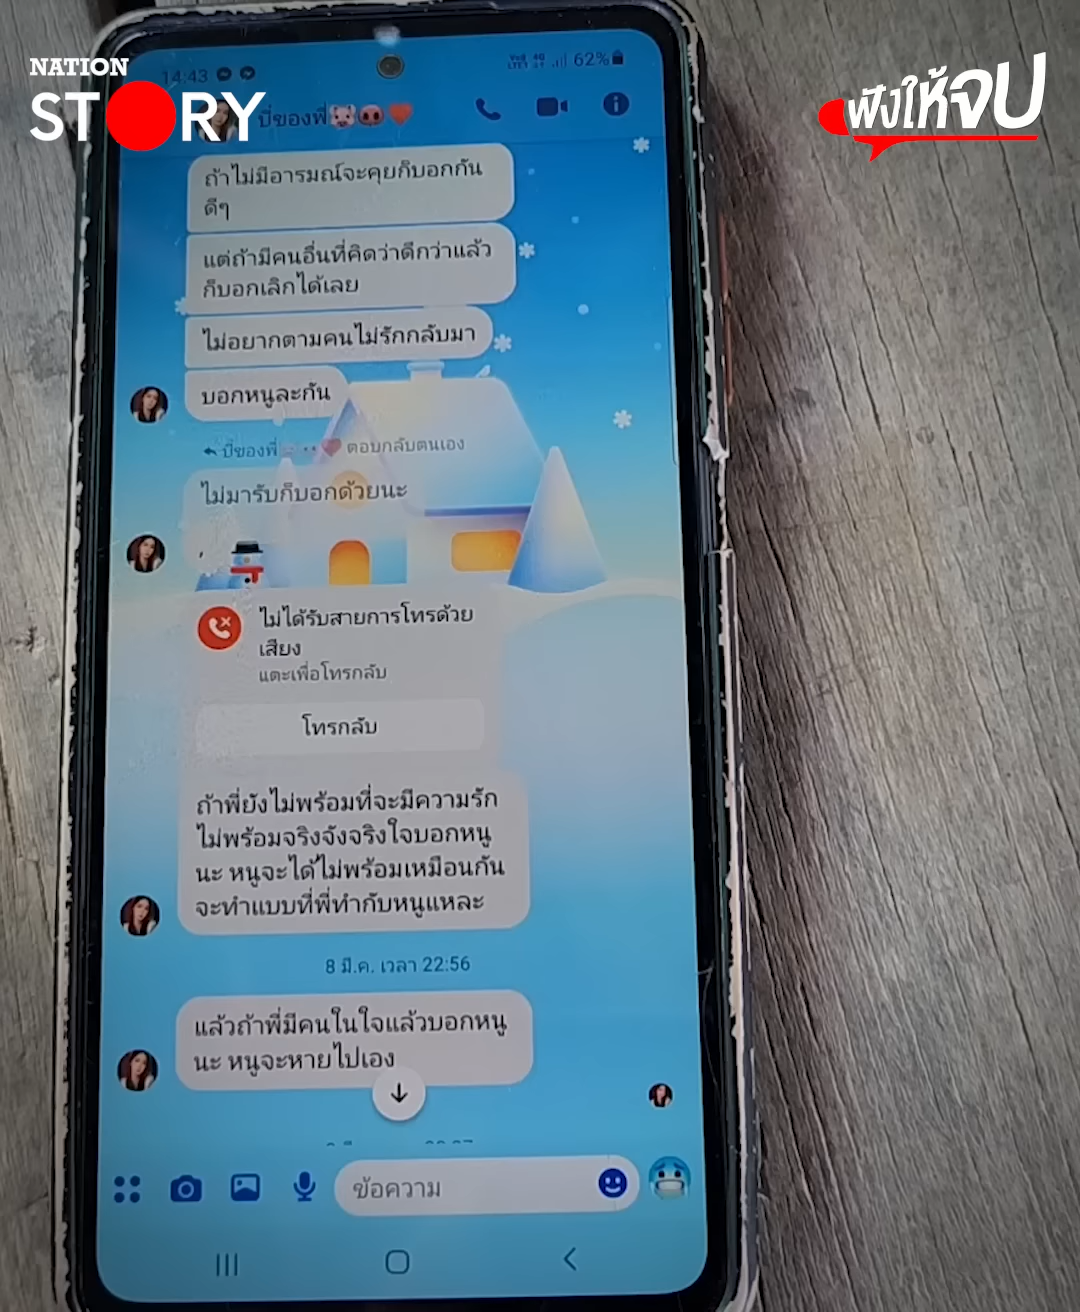 NATION
STORY
ฟังให้จบ
14:43
62%
บี่ของพี่
ถ้าไม่มีอารมณ์จะคุยก็บอกกัน
ดีๆ
แต่ถ้ามีคนอื่นที่คิดว่าดีกว่าแล้ว
ก็บอกเลิกได้เลย
ไม่อยากตามคนไม่รักกลับมา
บอกหนูละกัน
บี่ของพี่ ตอบกลับตนเอง
ไม่มารับก็บอกด้วยนะ
ไม่ได้รับสายการโทรด้วย
เสียง
แตะเพื่อโทรกลับ
โทรกลับ
ถ้าพี่ยังไม่พร้อมที่จะมีความรัก
ไม่พร้อมจริงจังจริงใจบอกหนู
นะ หนูจะได้ไม่พร้อมเหมือนกัน
จะทำแบบที่พี่ทำกับหนูแหละ
8 มี.ค. เวลา 22:56
แล้วถ้าพี่มีคนในใจแล้วบอกหนู
นะ หนูจะหายไปเอง
ข้อความ